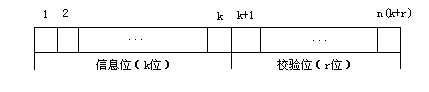 1 2 k k+1 n(k+r)
... ...
信息位(k位) 校验位(r位)